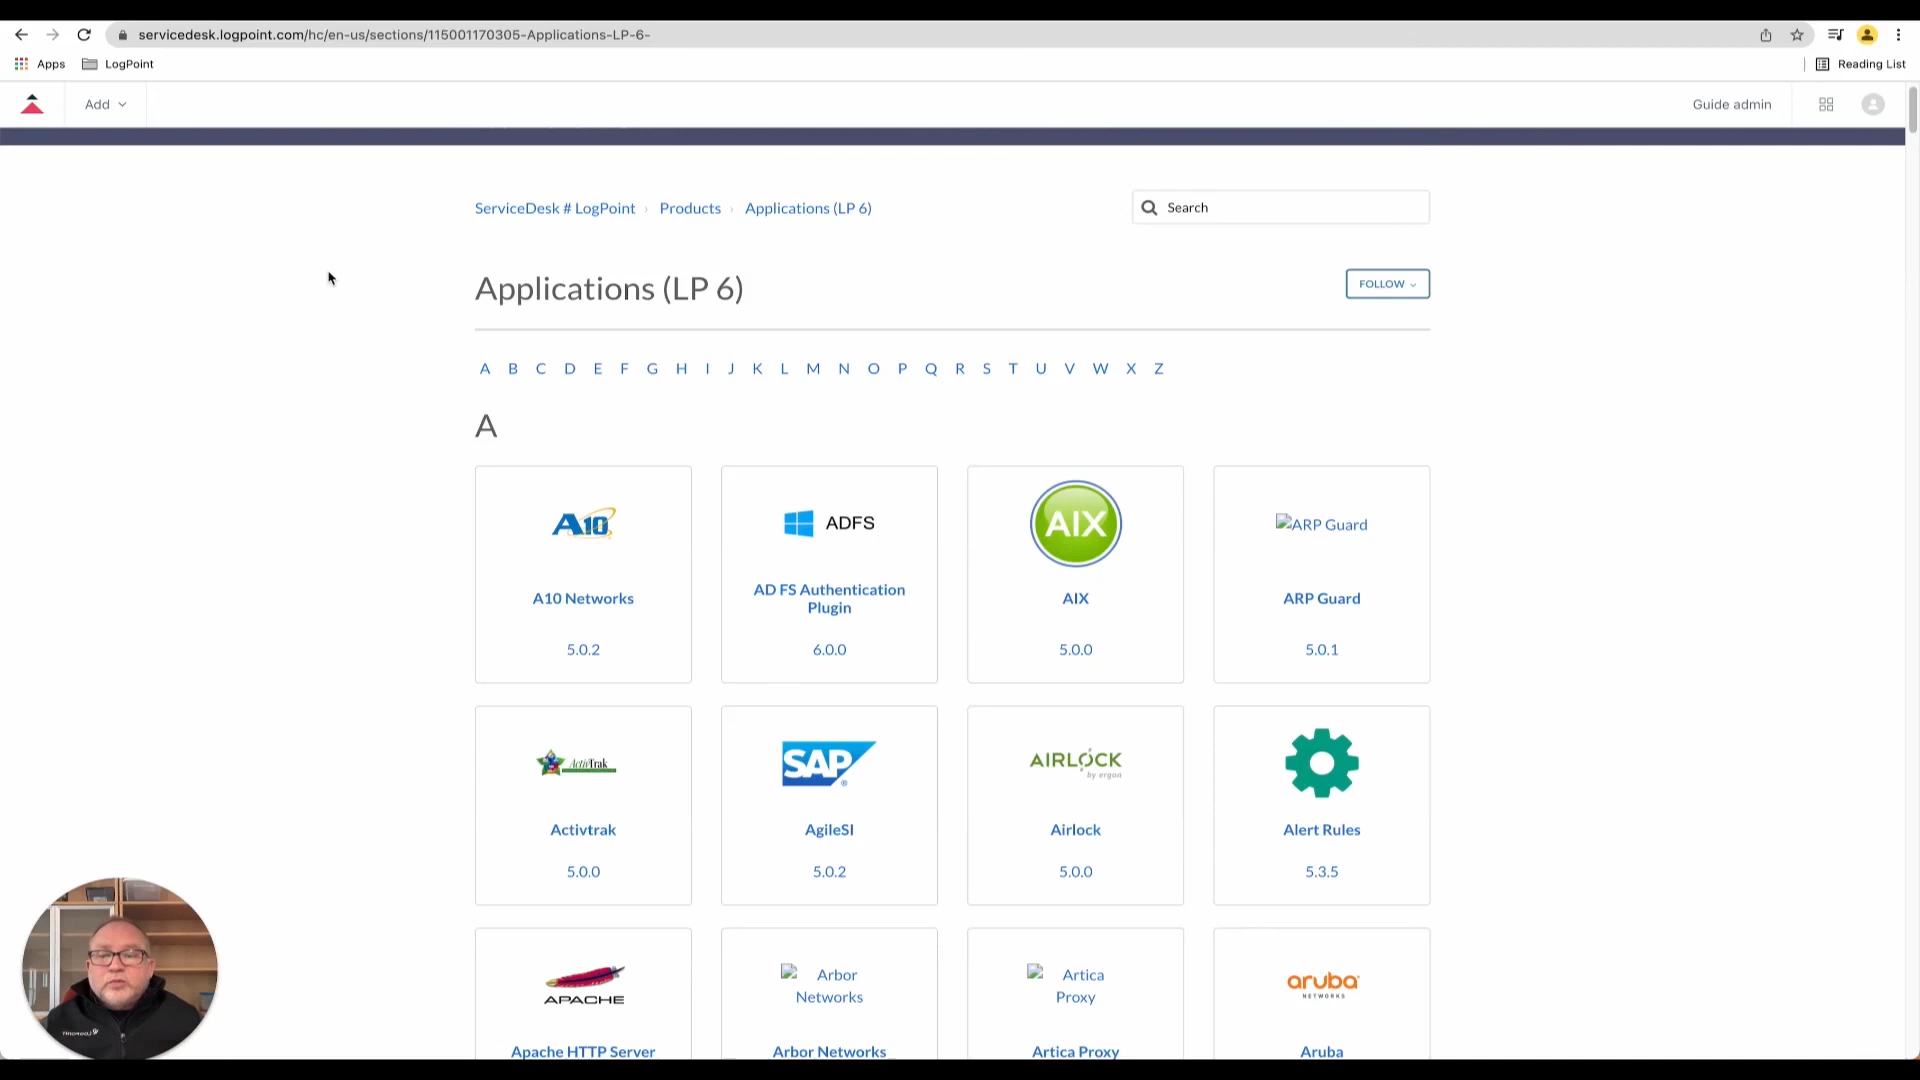 servicedesk.logpoint.com/hc/en-us/sections/115001170305-Applications-LP-6-
Apps
LogPoint
Reading List
Add
Guide admin
ServiceDesk # LogPoint › Products › Applications (LP 6)
Search
Applications (LP 6)
FOLLOW
A B C D E F G H I J K L M N O P Q R S T U V W X Z
A
A10
ADFS
AIX
ARP Guard
A10 Networks
AD FS Authentication
Plugin
AIX
ARP Guard
5.0.2
6.0.0
5.0.0
5.0.1
ActivTrak
SAP
AIRLOCK
by ergon
Activtrak
AgileSI
Airlock
Alert Rules
5.0.0
5.0.2
5.0.0
5.3.5
APACHE
Arbor
Networks
Artica
Proxy
aruba
NETWORKS
Apache HTTP Server
Arbor Networks
Artica Proxy
Aruba
LOGPOINT